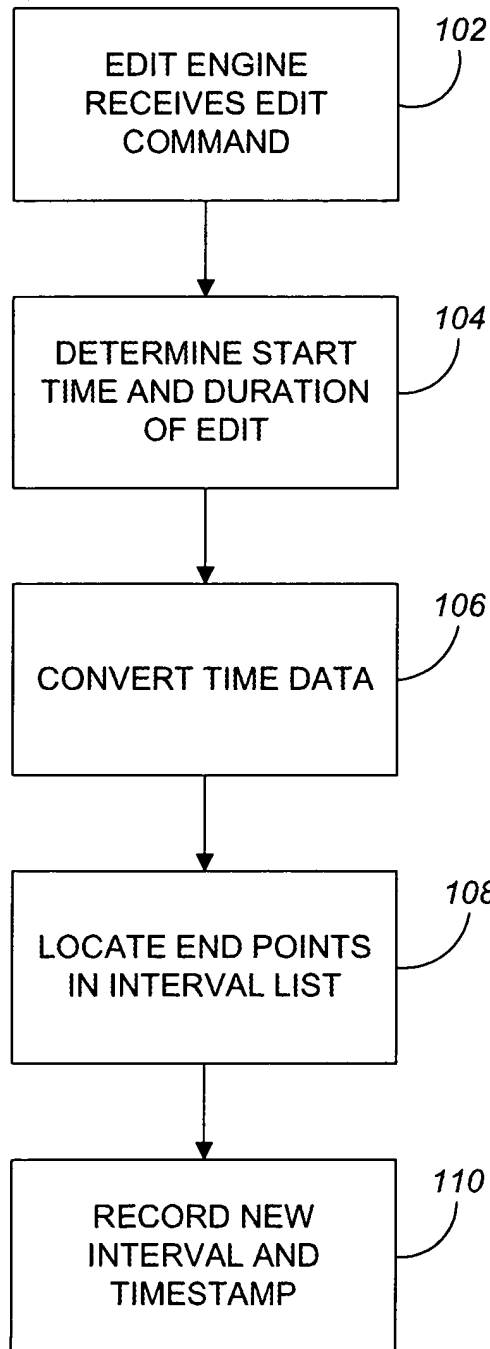 102
EDIT ENGINE
RECEIVES EDIT
COMMAND
104
DETERMINE START
TIME AND DURATION
OF EDIT
106
CONVERT TIME DATA
108
LOCATE END POINTS
IN INTERVAL LIST
110
RECORD NEW
INTERVAL AND
TIMESTAMP